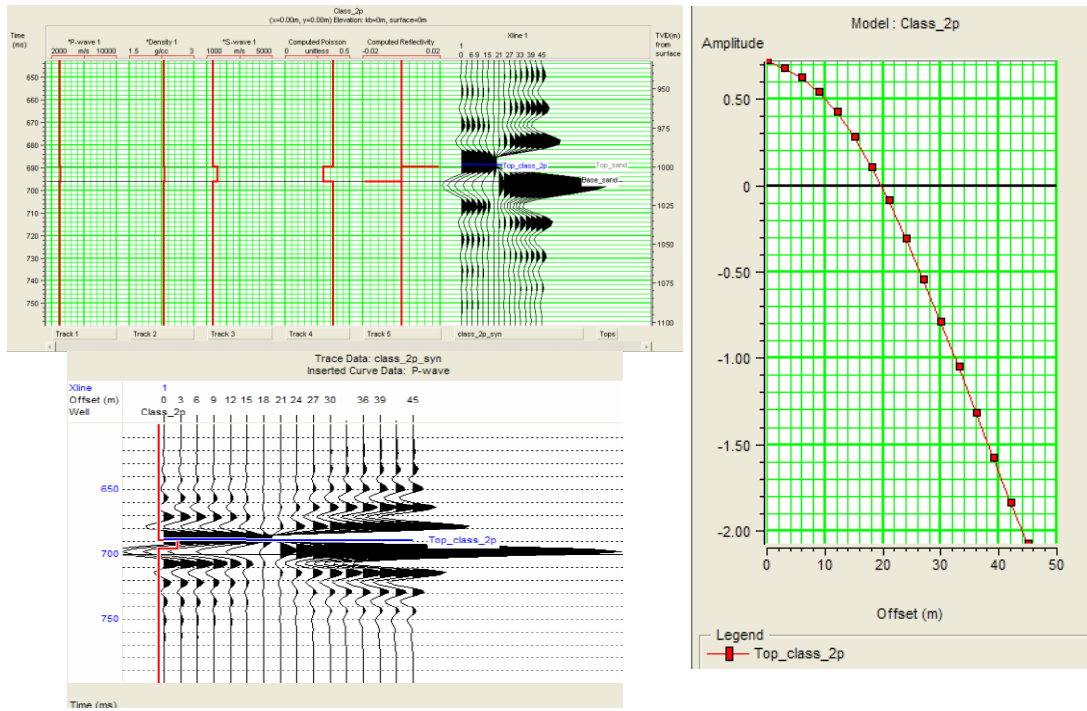 Class_2p
(x=0.00m, y=0.00m) Elevation: kb=0m, surface=0m
Time *P-wave 1 *Density 1 *S-wave 1 Computed Poisson Computed Reflectivity Xline 1 TVD(m)
(ms) 2000 m/s 10000 1.5 g/cc 3 1000 m/s 5000 0 unitless 0.5 -0.02 0.02 1 from
0 6 9 15 21 27 33 39 45 surface
650 950
660
670 975
680
690 Top_class_2p Top_sand 1000
700 Base_sand
710 1025
720
730 1050
740
750 1075
1100
Track 1 Track 2 Track 3 Track 4 Track 5 class_2p_syn Tops
Trace Data: class_2p_syn
Inserted Curve Data: P-wave
Xline 1
Offset (m) 0 3 6 9 12 15 18 21 24 27 30 36 39 45
Well Class_2p
650
Top_class_2p
700
750
Time (ms)
Model : Class_2p
Amplitude
0.50
0
-0.50
-1.00
-1.50
-2.00
0 10 20 30 40 50
Offset (m)
Legend
Top_class_2p